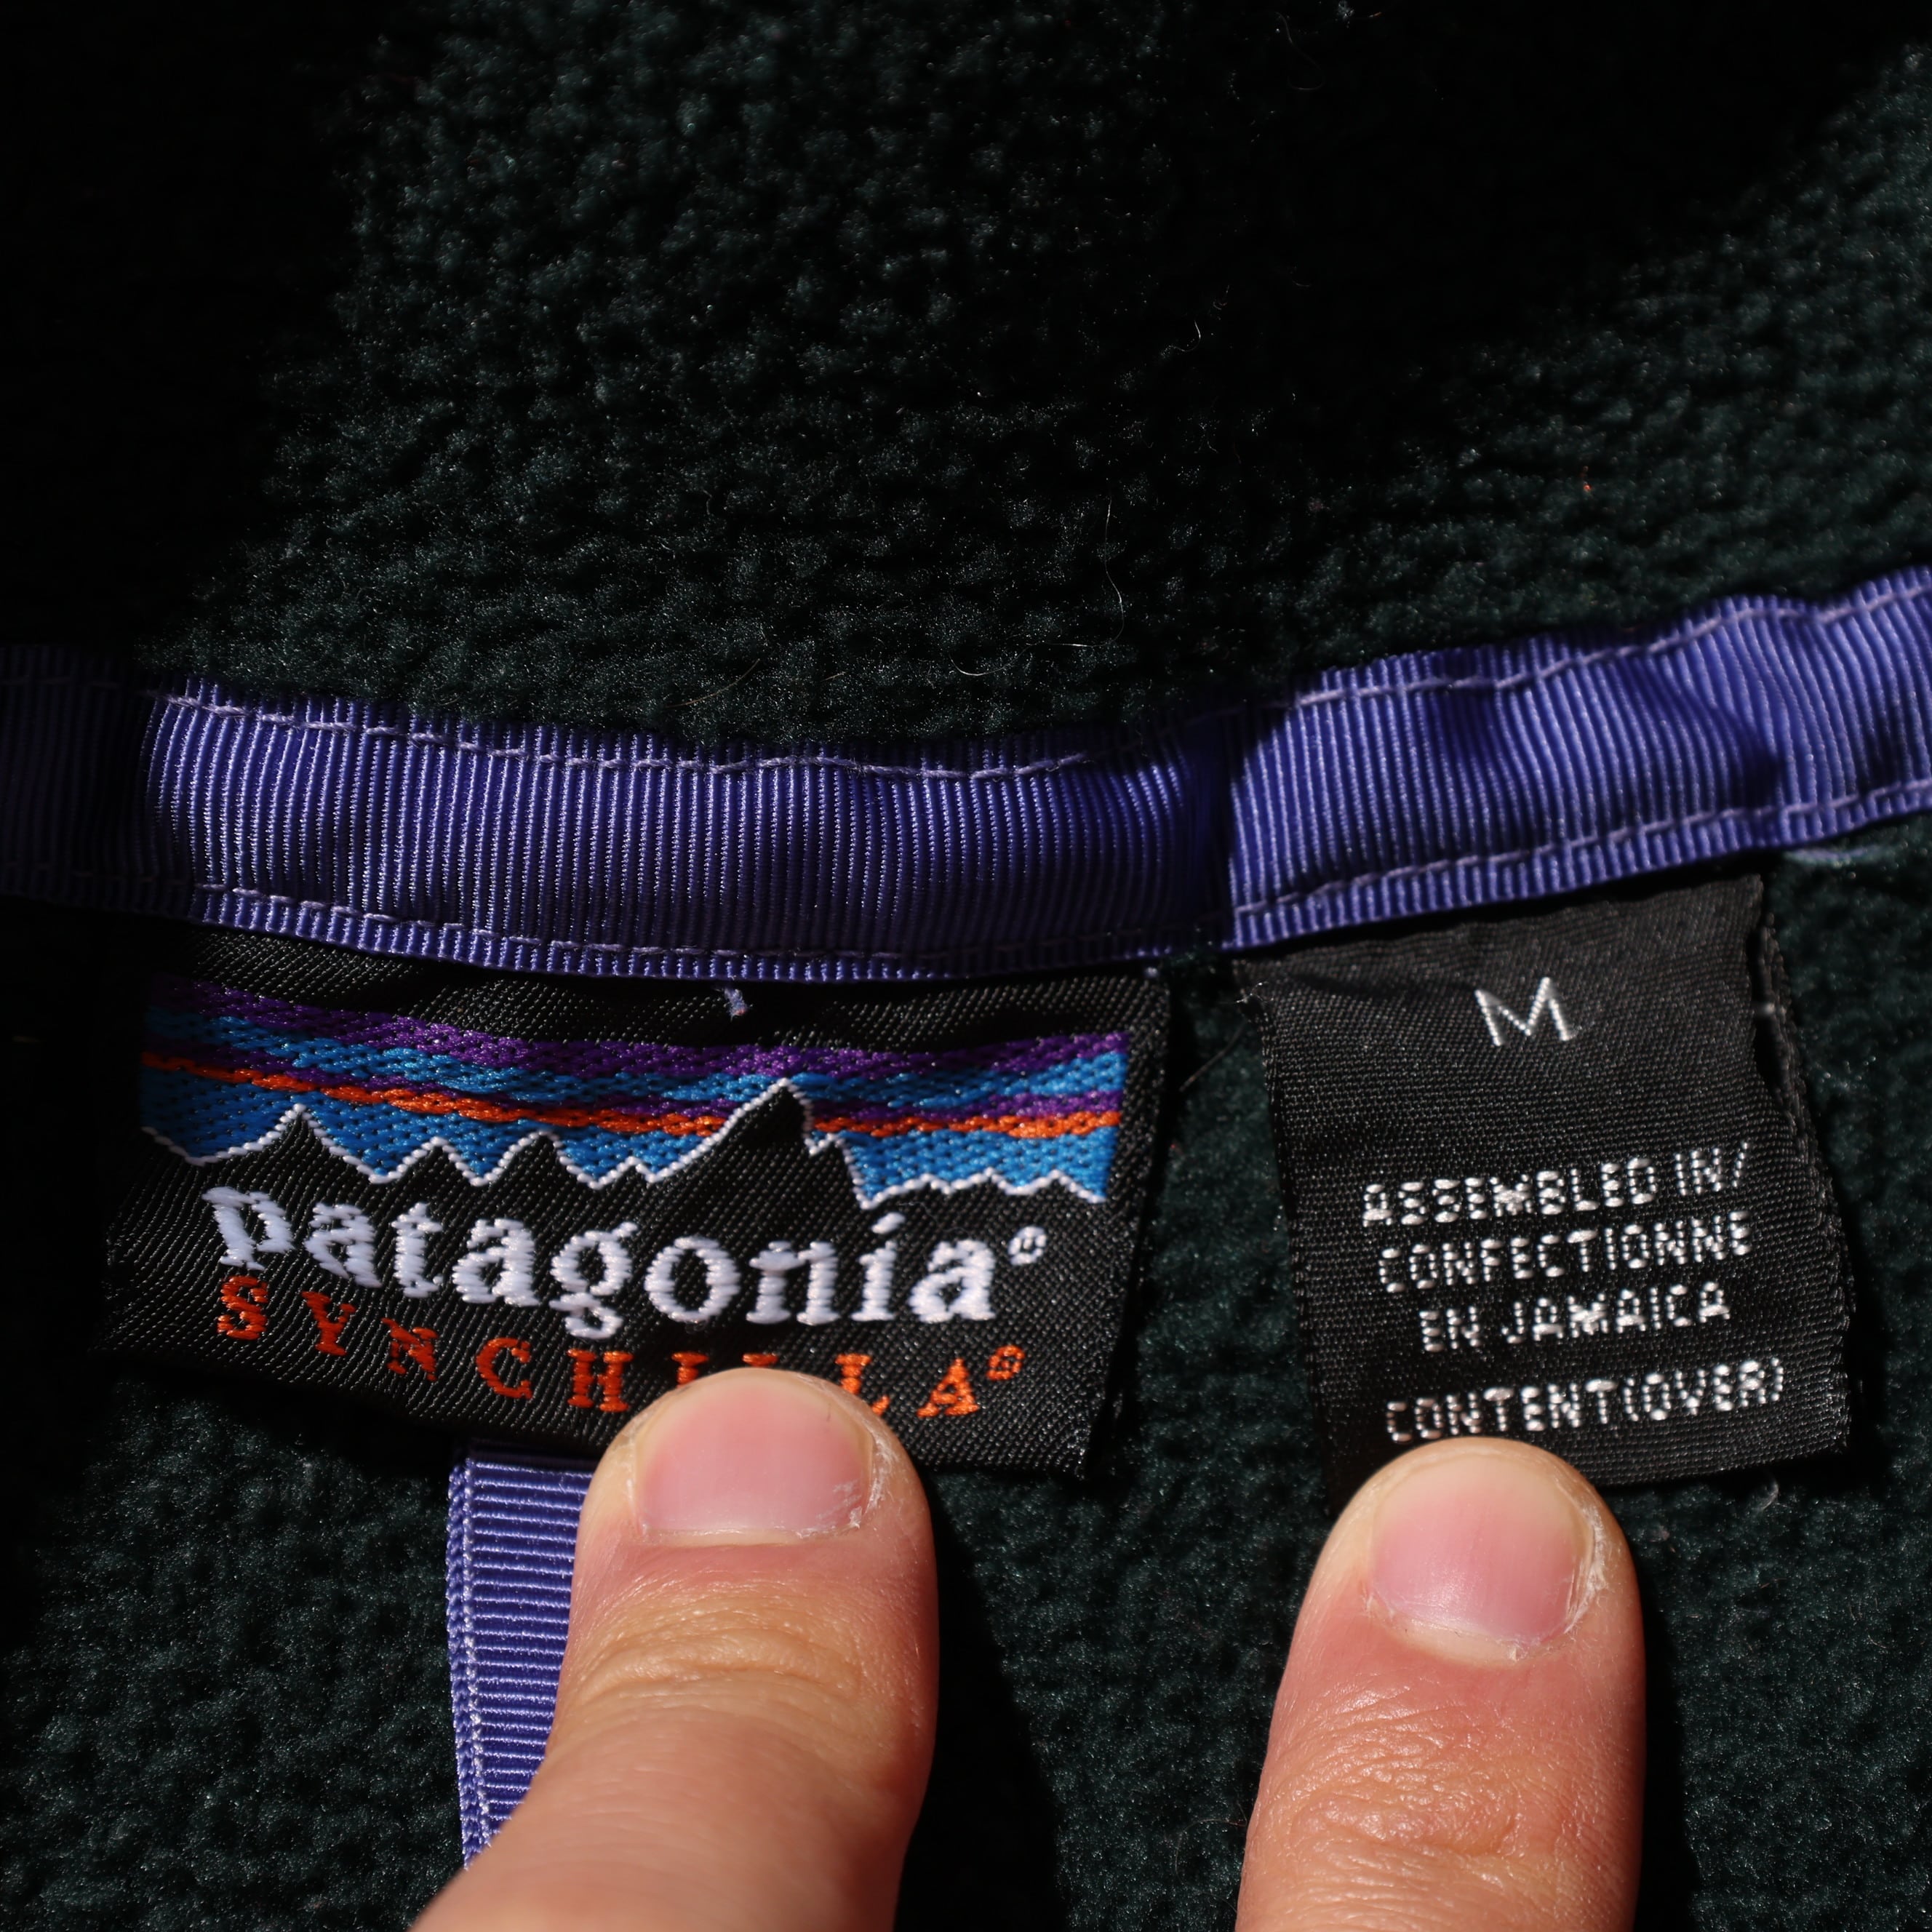 patagonia®
SYNCHILLA®
M
ASSEMBLED IN/
CONFECTIONNE
EN JAMAICA
CONTENT(OVER)